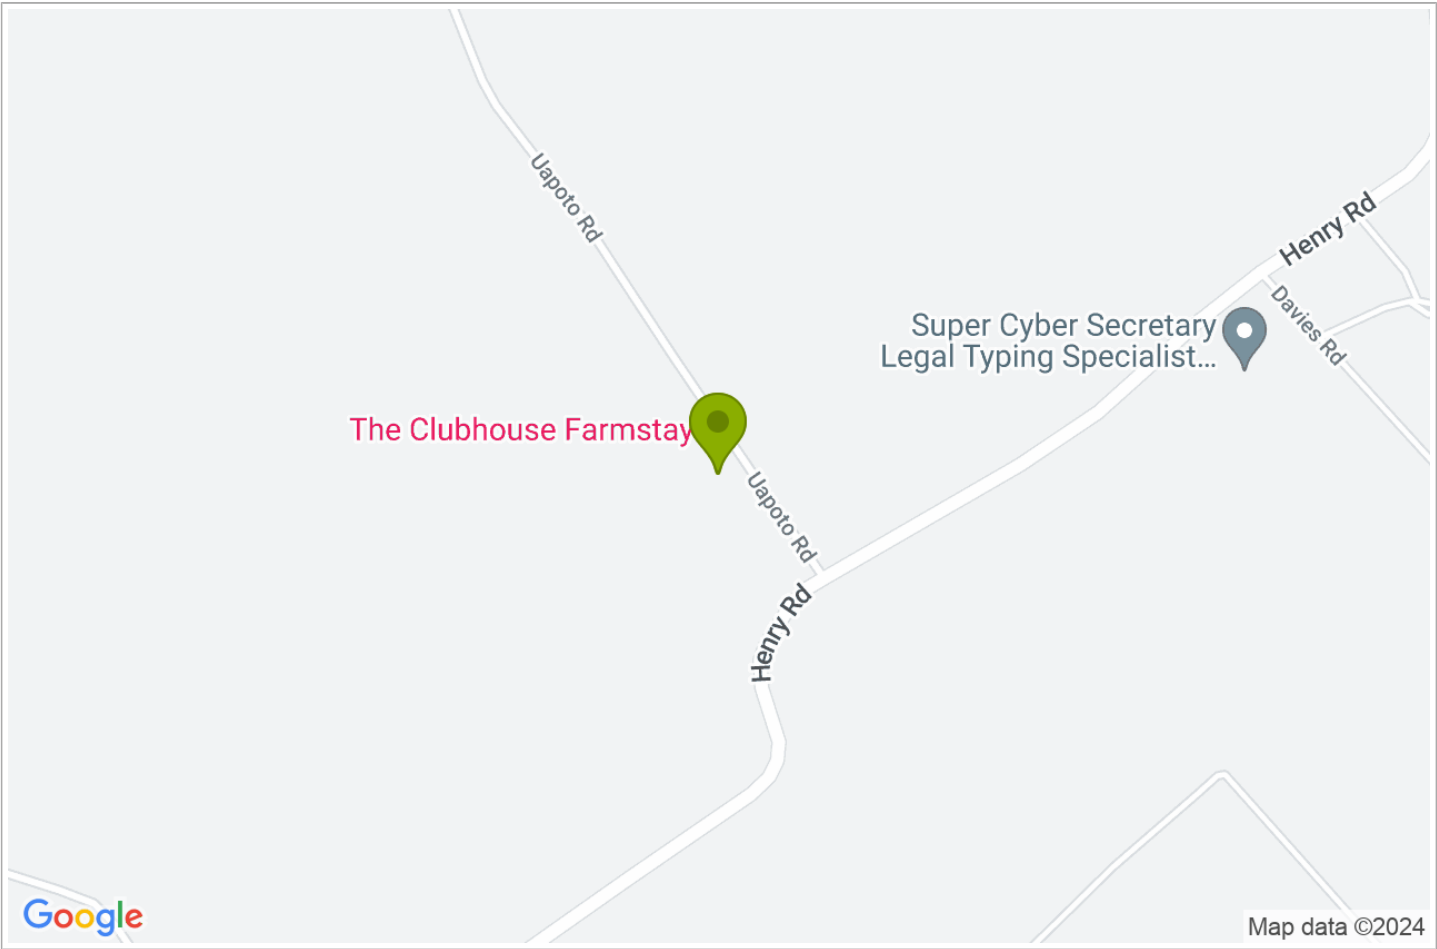 Uapoto Rd
Henry Rd
Davies Rd
Super Cyber Secretary
Legal Typing Specialist...
The Clubhouse Farmstay
Uapoto Rd
Henry Rd
Google
Map data ©2024